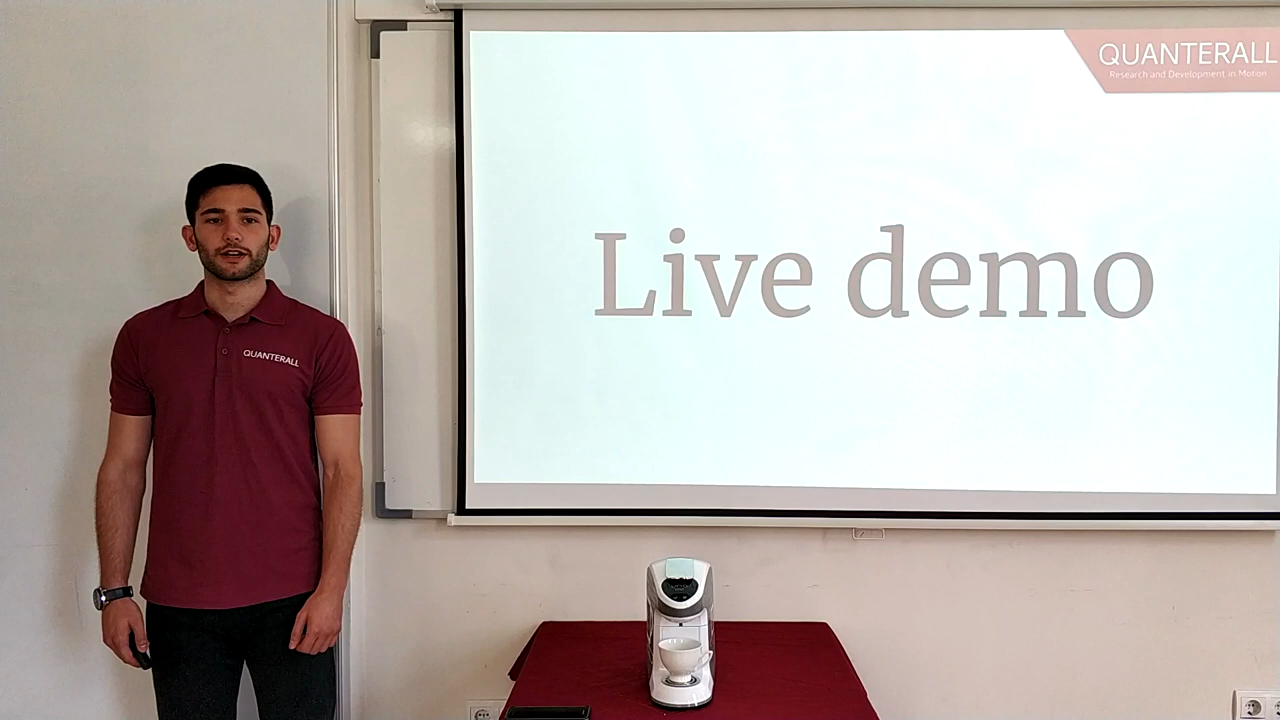 QUANTERALL
Research and Development in Motion
Live demo
QUANTERALL